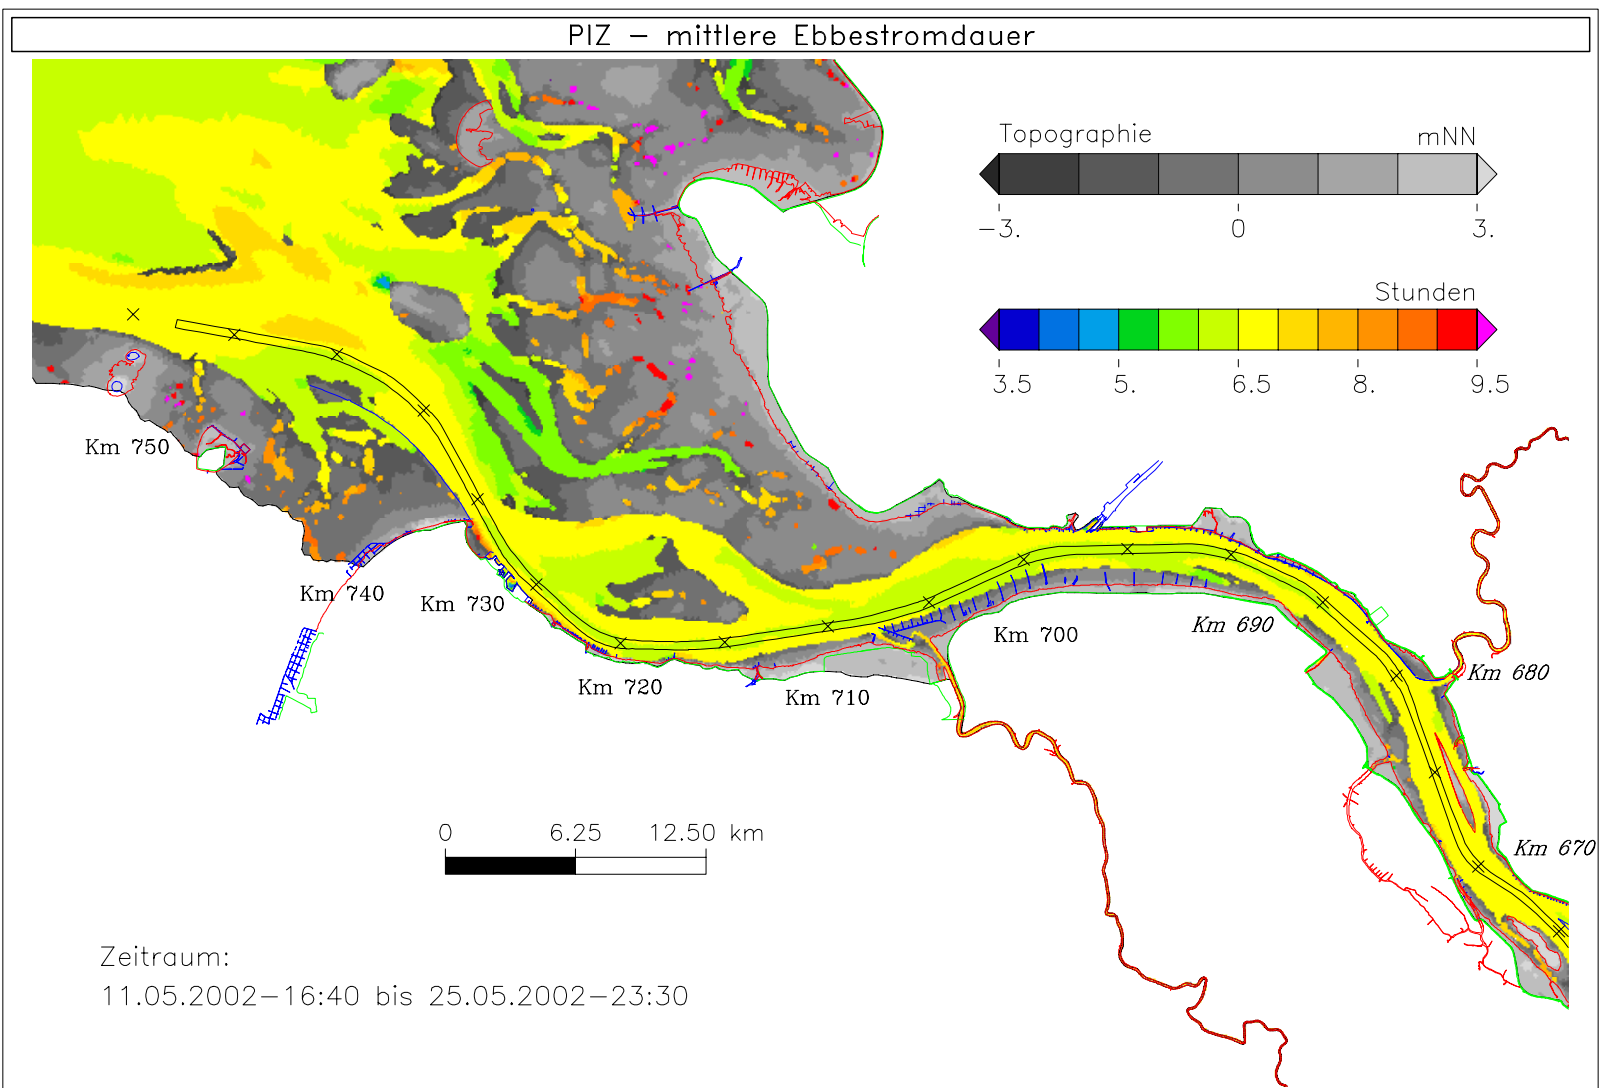 PIZ - mittlere Ebbestromdauer
Topographie mNN
-3. 0 3.
Stunden
3.5 5. 6.5 8. 9.5
Km 750
Km 740
Km 730
Km 720
Km 710
Km 700
Km 690
Km 680
Km 670
0 6.25 12.50 km
Zeitraum:
11.05.2002-16:40 bis 25.05.2002-23:30